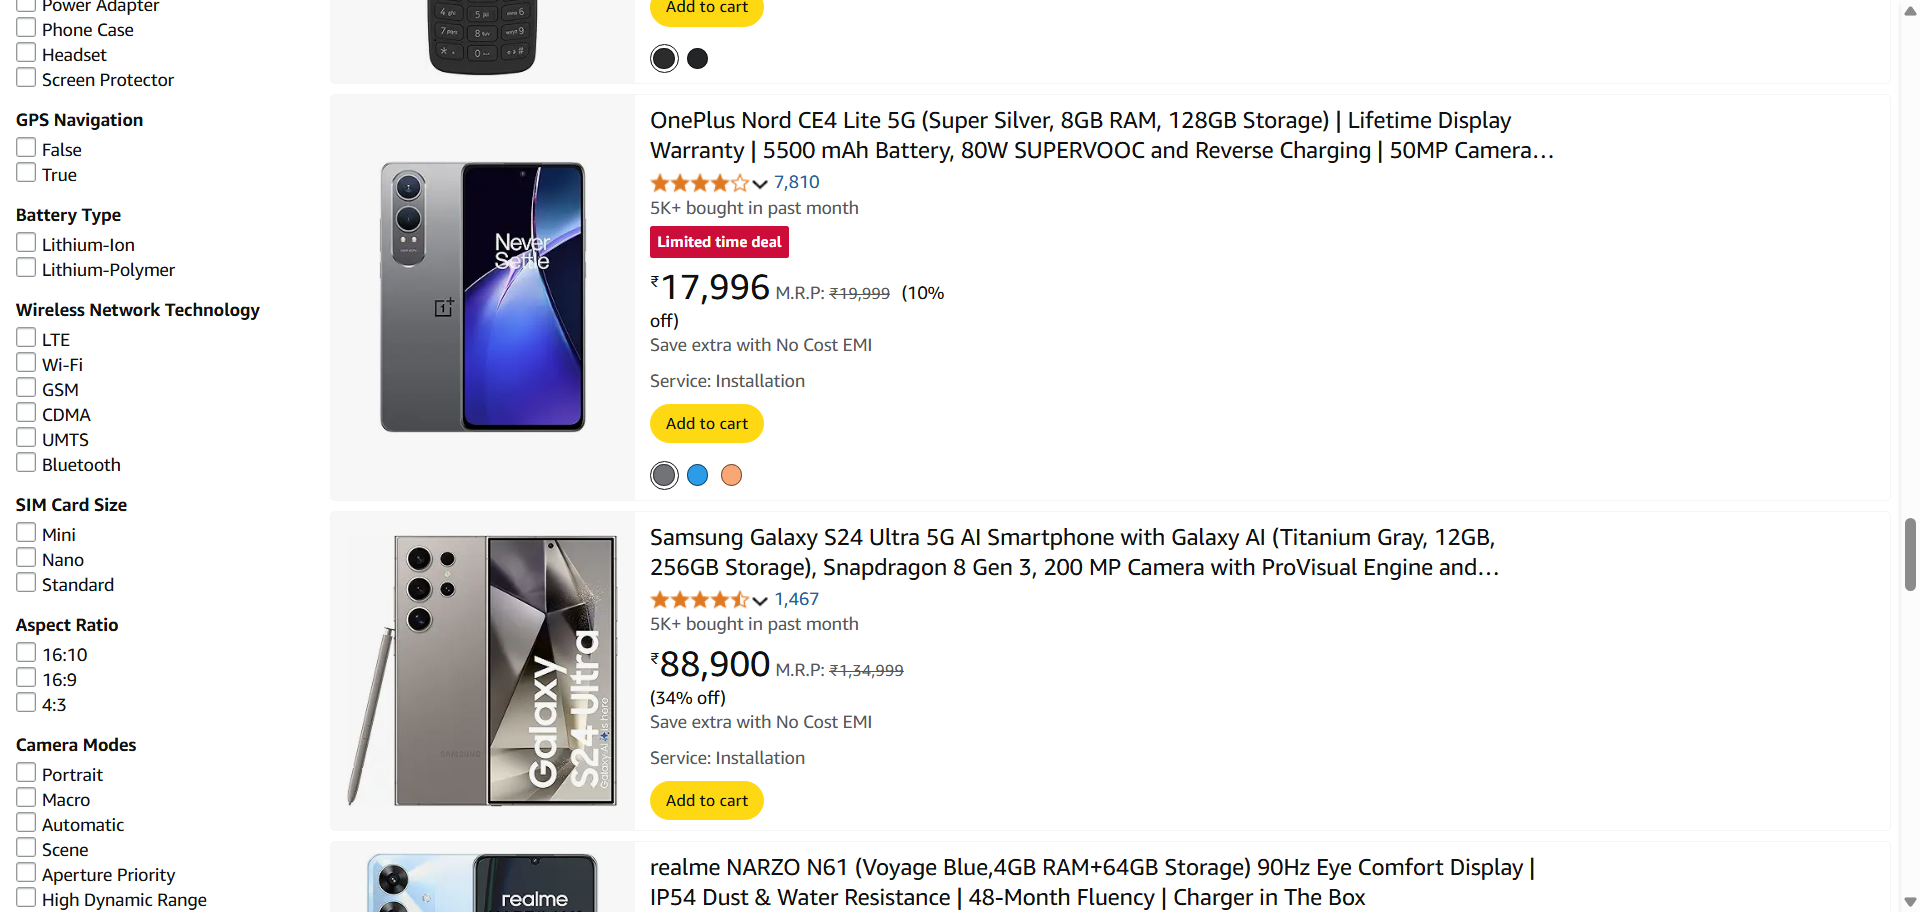 Power Adapter
Phone Case
Headset
Screen Protector
GPS Navigation
False
True
Battery Type
Lithium-Ion
Lithium-Polymer
Wireless Network Technology
LTE
Wi-Fi
GSM
CDMA
UMTS
Bluetooth
SIM Card Size
Mini
Nano
Standard
Aspect Ratio
16:10
16:9
4:3
Camera Modes
Portrait
Macro
Automatic
Scene
Aperture Priority
High Dynamic Range
Add to cart
OnePlus Nord CE4 Lite 5G (Super Silver, 8GB RAM, 128GB Storage) | Lifetime Display
Warranty | 5500 mAh Battery, 80W SUPERVOOC and Reverse Charging | 50MP Camera…
7,810
5K+ bought in past month
Limited time deal
₹17,996 M.R.P: ₹19,999 (10%
off)
Save extra with No Cost EMI
Service: Installation
Add to cart
Never
Settle
Samsung Galaxy S24 Ultra 5G AI Smartphone with Galaxy AI (Titanium Gray, 12GB,
256GB Storage), Snapdragon 8 Gen 3, 200 MP Camera with ProVisual Engine and…
1,467
5K+ bought in past month
₹88,900 M.R.P: ₹1,34,999
(34% off)
Save extra with No Cost EMI
Service: Installation
Add to cart
SAMSUNG
Galaxy
S24 Ultra
Galaxy AI is here
realme NARZO N61 (Voyage Blue,4GB RAM+64GB Storage) 90Hz Eye Comfort Display |
IP54 Dust & Water Resistance | 48-Month Fluency | Charger in The Box
realme